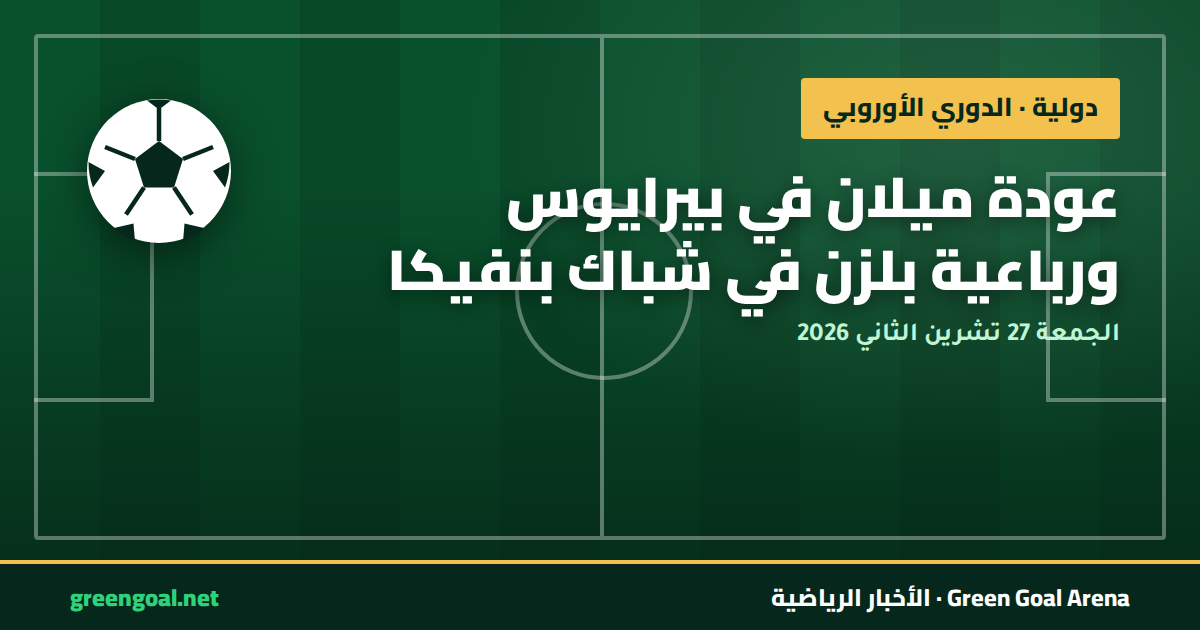 دولية · الدوري الأوروبي
عودة ميلان في بيرايوس
ورباعية بلزن في شباك بنفيكا
الجمعة 27 تشرين الثاني 2026
Green Goal Arena · الأخبار الرياضية
greengoal.net